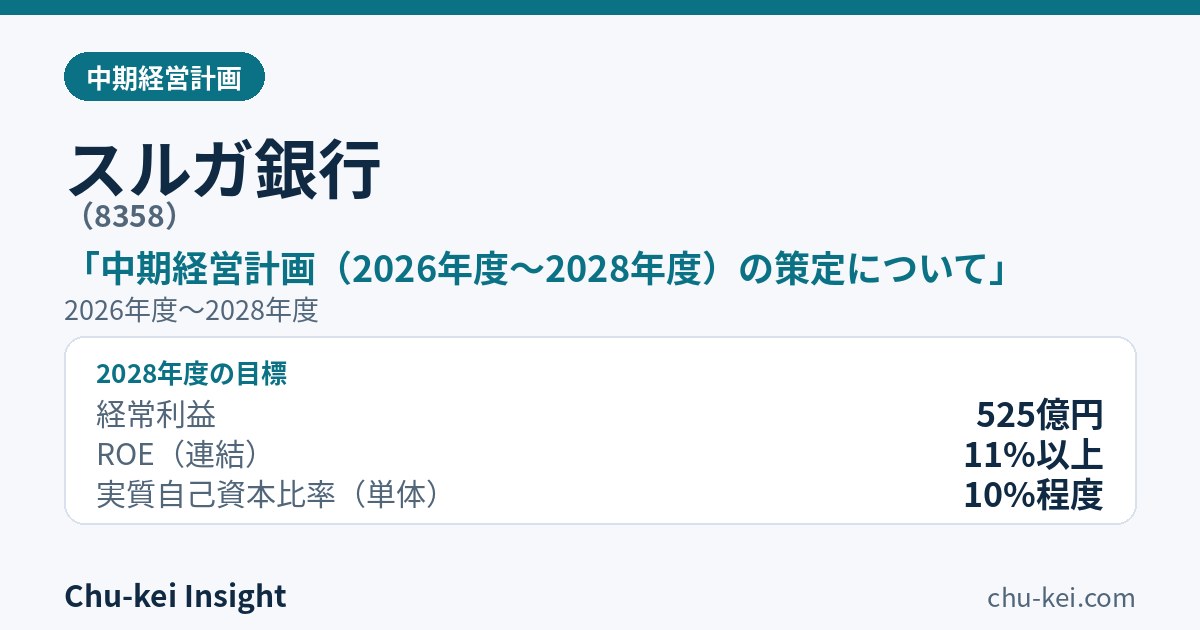 中期経営計画
スルガ銀行
（8358）
「中期経営計画（2026年度〜2028年度）の策定について」
2026年度〜2028年度
2028年度の目標
経常利益 525億円
ROE（連結） 11%以上
実質自己資本比率（単体） 10%程度
Chu-kei Insight chu-kei.com